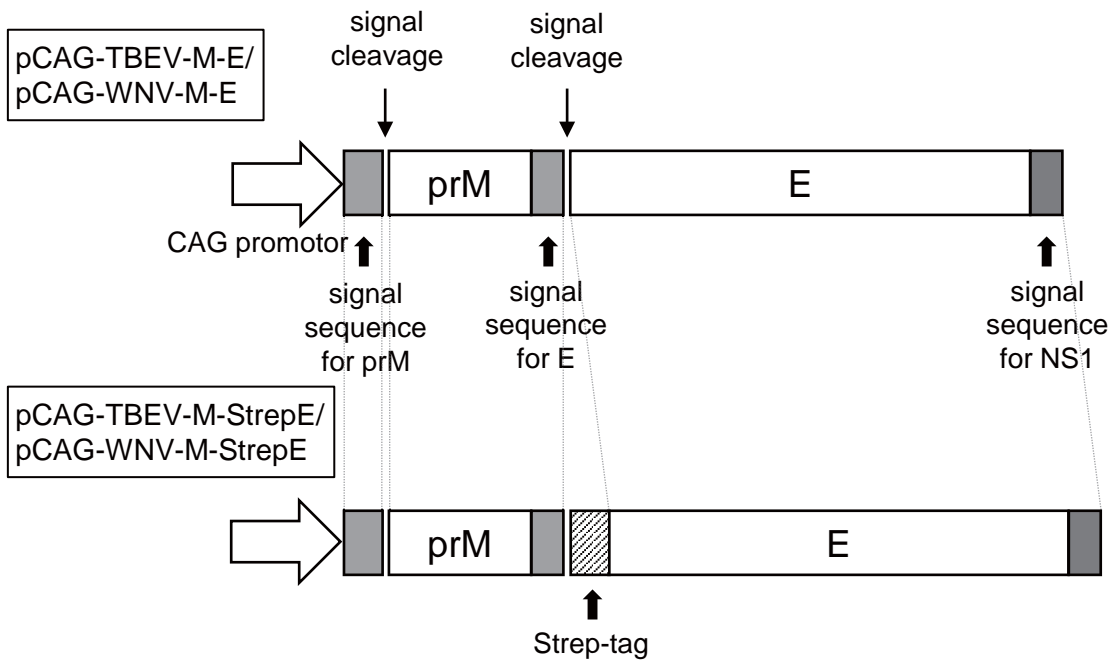 signal
cleavage
signal
cleavage
pCAG-TBEV-M-E/
pCAG-WNV-M-E
prM
E
CAG promotor
signal
sequence
for prM
signal
sequence
for E
signal
sequence
for NS1
pCAG-TBEV-M-StrepE/
pCAG-WNV-M-StrepE
prM
E
Strep-tag